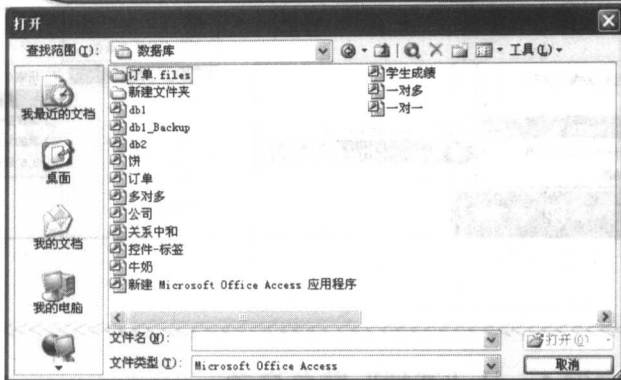 打开
查找范围(I): 数据库 工具(L)
订单.files
新建文件夹
db1
db1_Backup
db2
饼
订单
多对多
公司
关系中和
控件-标签
牛奶
新建 Microsoft Office Access 应用程序
学生成绩
一对多
一对一
我最近的文档
桌面
我的文档
我的电脑
文件名(N): 打开(O)
文件类型(T): Microsoft Office Access 取消